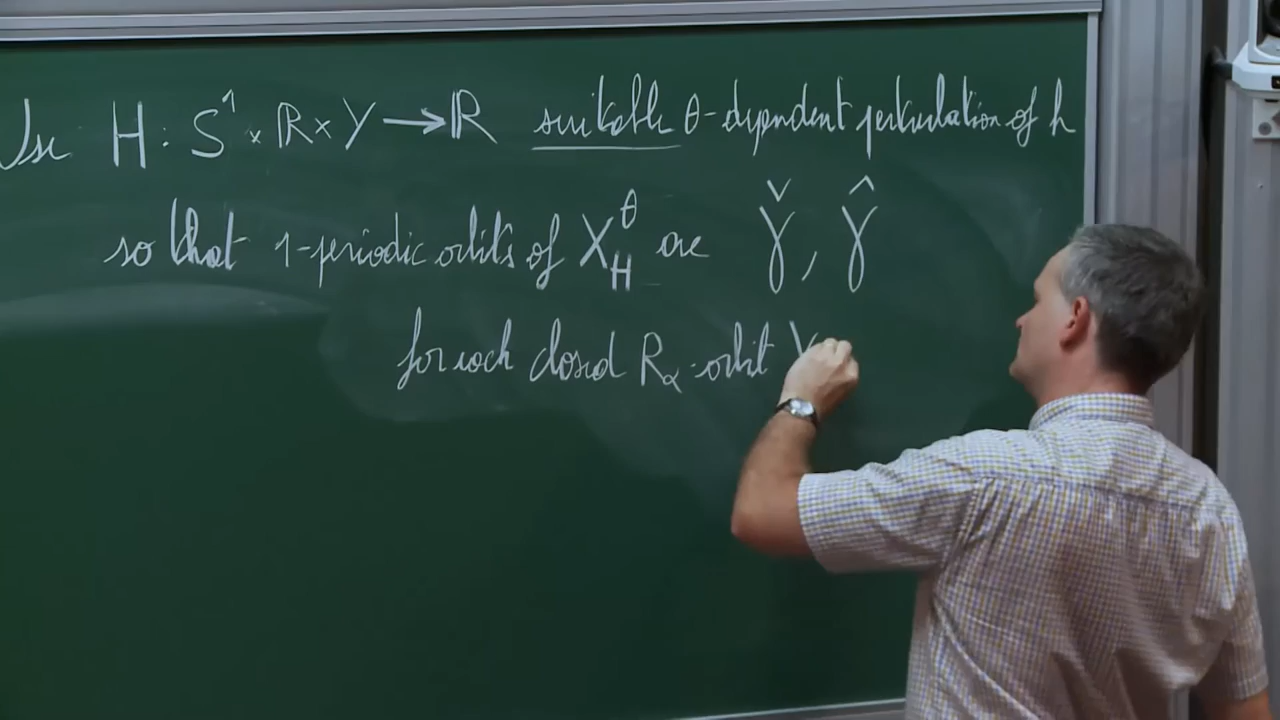 Use H : S¹ × ℝ × Y → ℝ suitable θ-dependent perturbation of h
so that 1-periodic orbits of X_H^θ are γ̌, γ̂
for each closed R_α-orbit γ